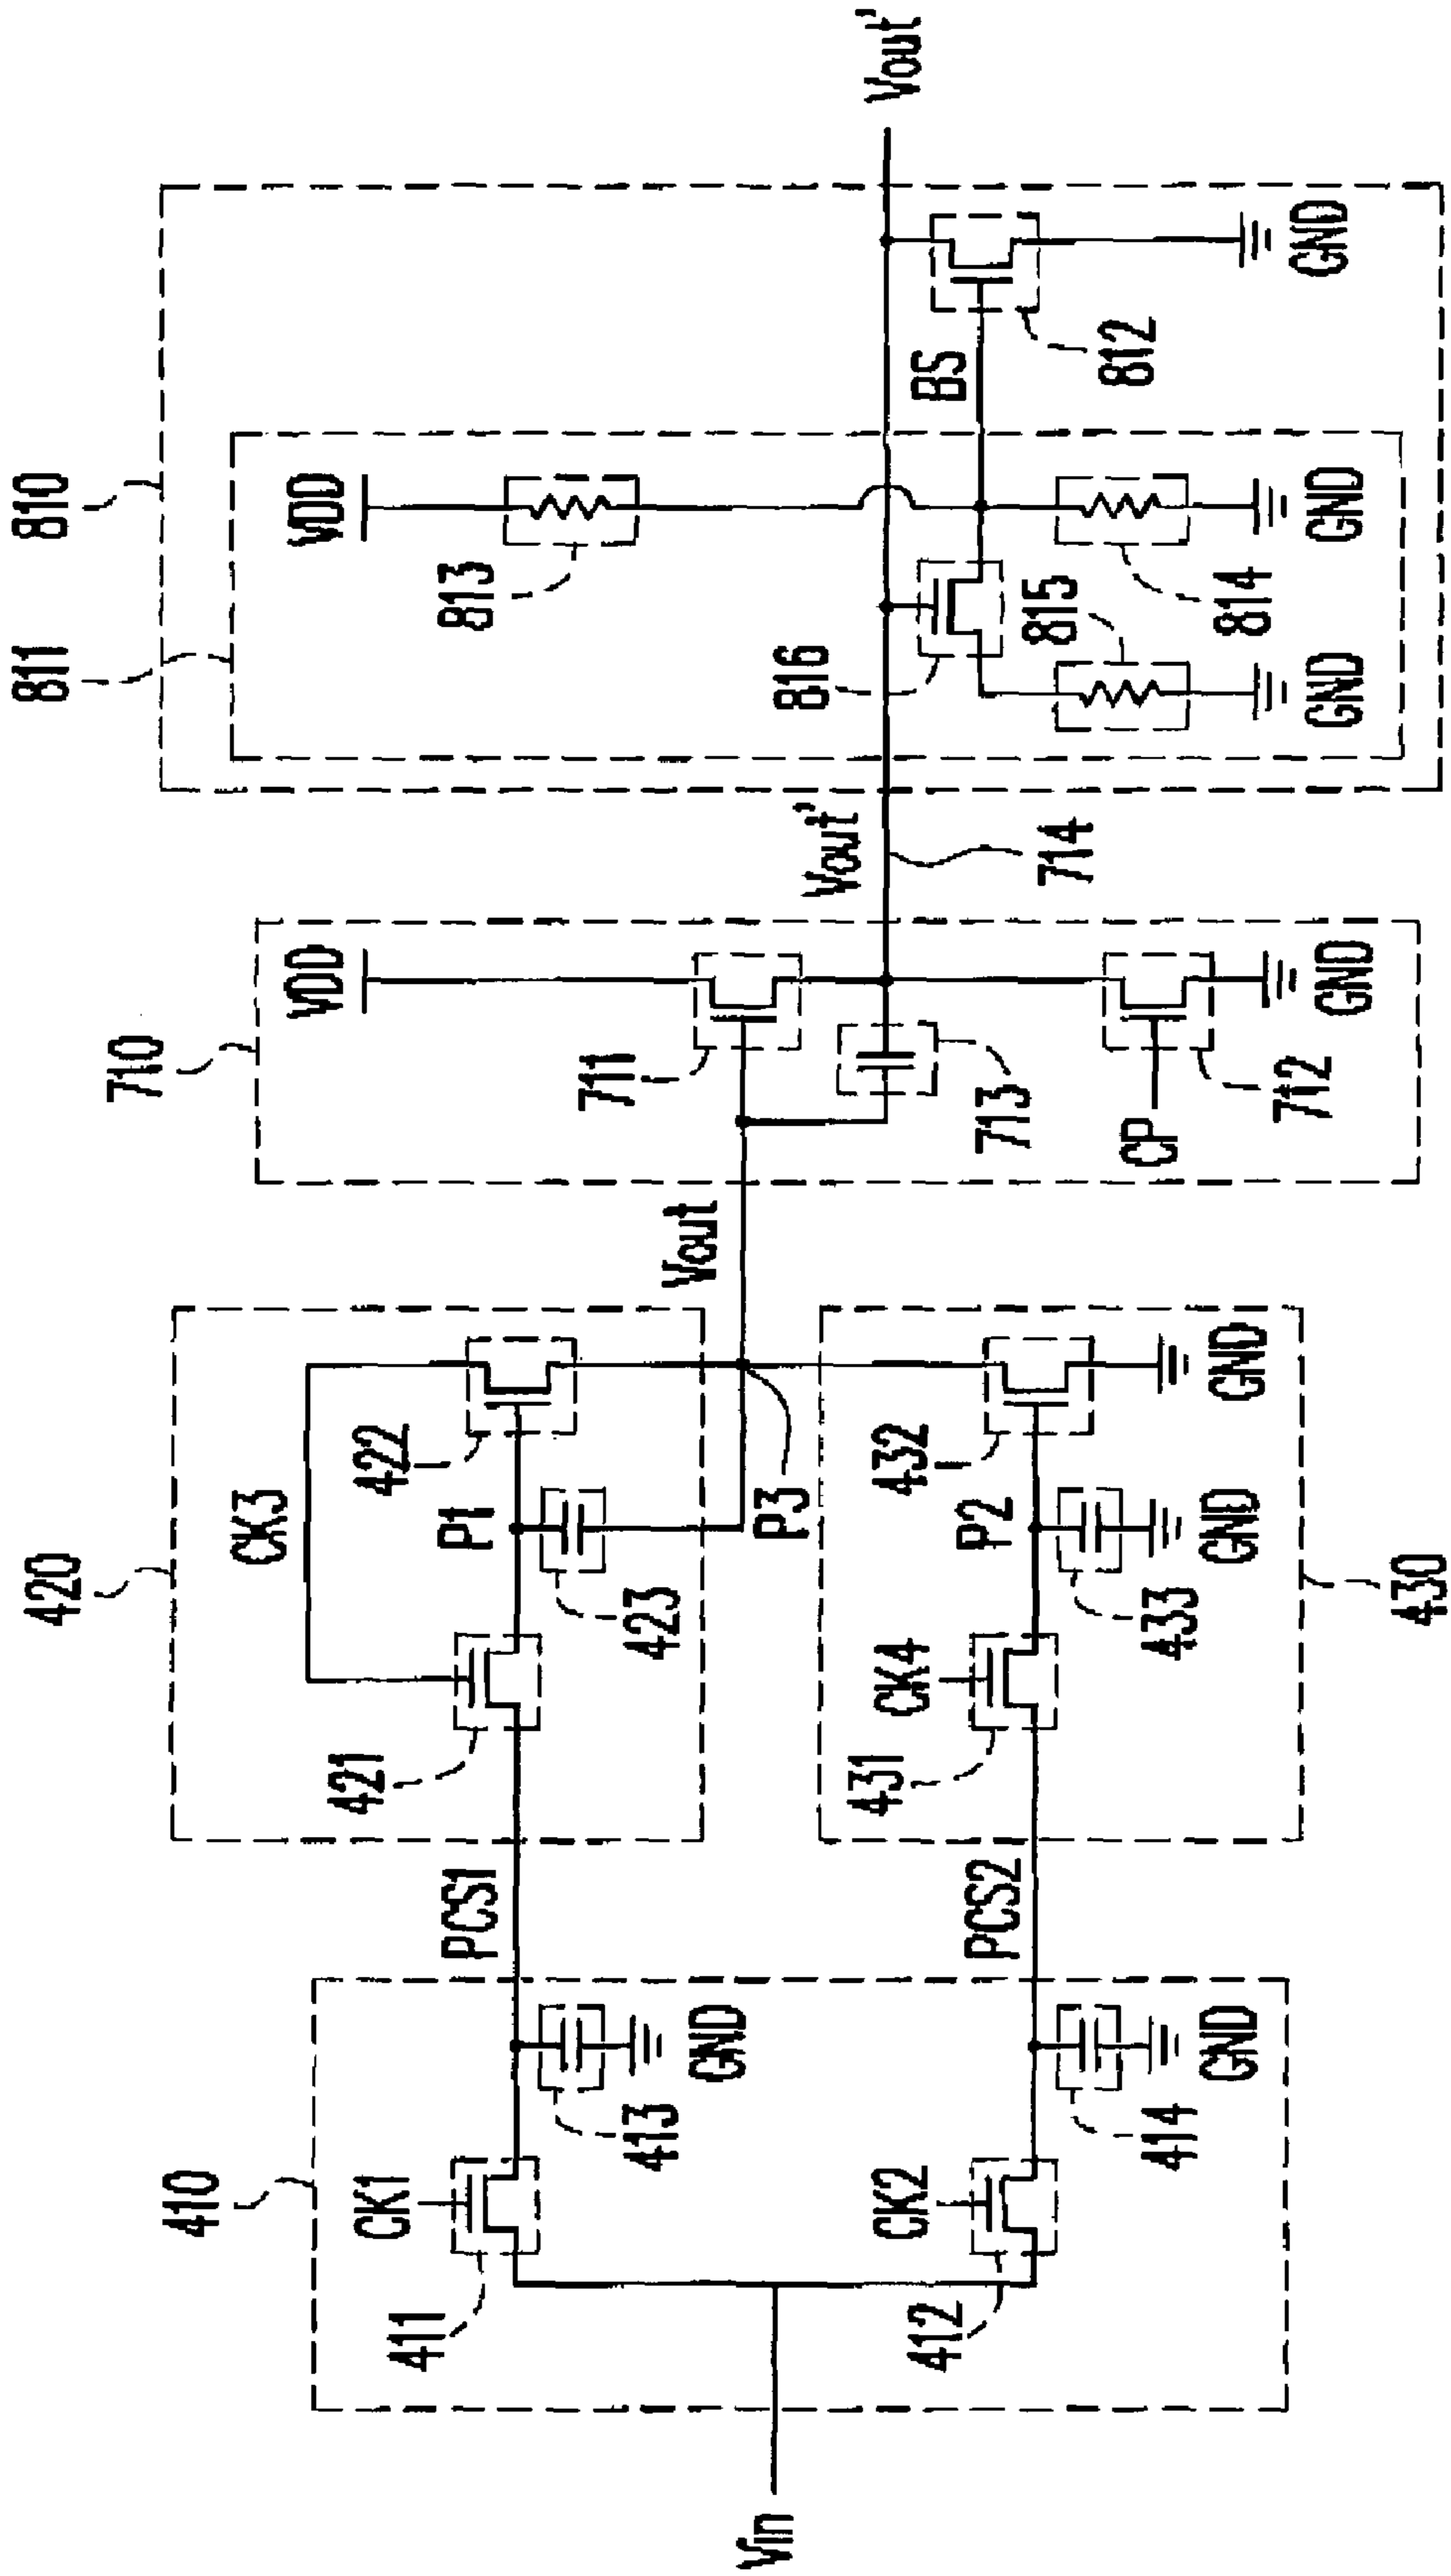 810
811
VDD
813
816
815
814
GND
GND
BS
812
GND
Vout'
Vout'
714
710
VDD
711
713
CP
712
GND
Vout
420
CK3
422
P1
423
421
P3
432
P2
CK4
433
431
GND
GND
430
PCS1
PCS2
410
CK1
411
413
GND
CK2
412
414
GND
Vin